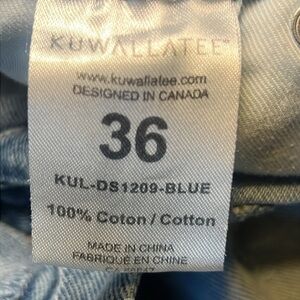 KUWALLATEE
www.kuwallatee.com
DESIGNED IN CANADA
36
KUL-DS1209-BLUE
100% Coton / Cotton
MADE IN CHINA
FABRIQUÉ EN CHINE